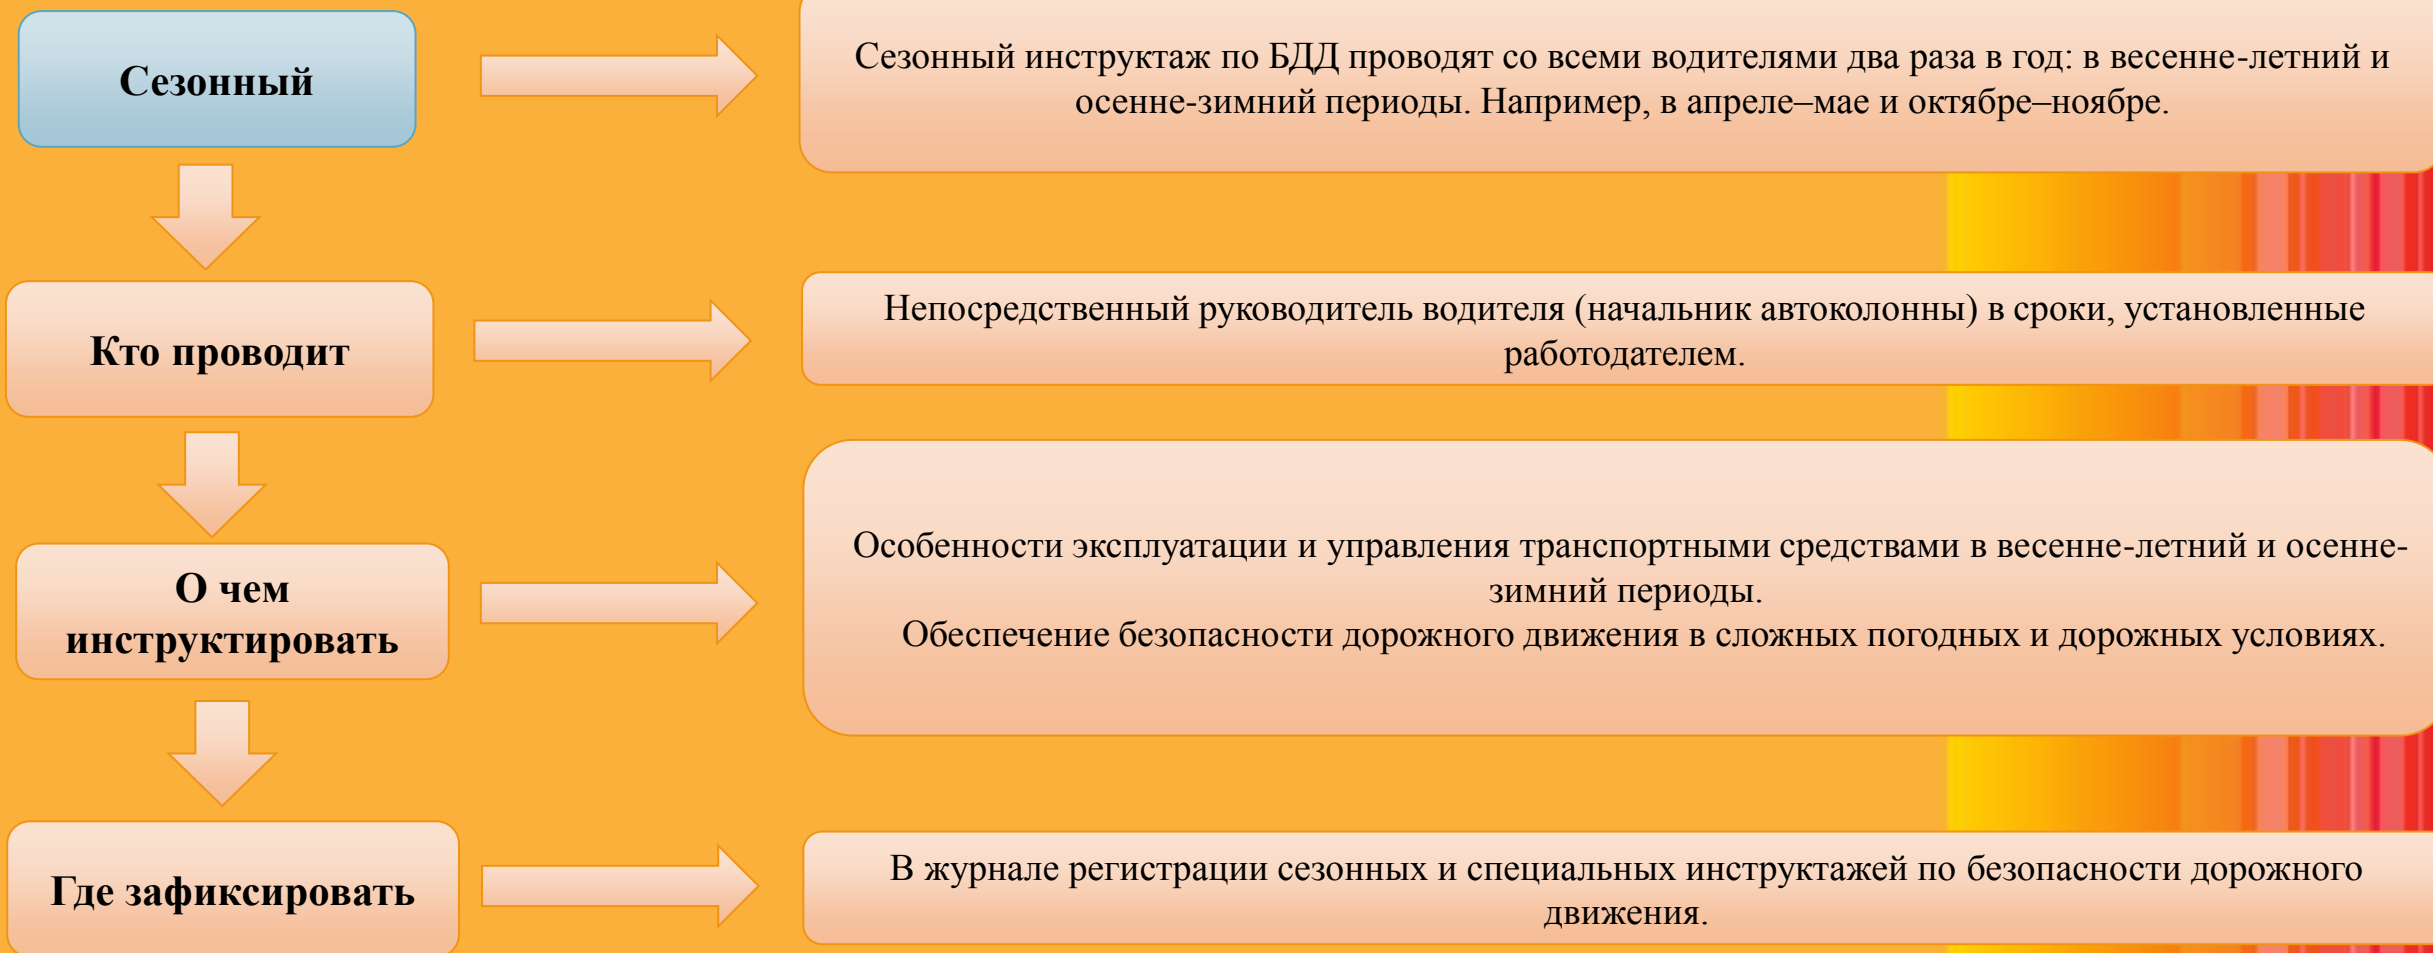 Сезонный
Сезонный инструктаж по БДД проводят со всеми водителями два раза в год: в весенне-летний и
осенне-зимний периоды. Например, в апреле–мае и октябре–ноябре.
Кто проводит
Непосредственный руководитель водителя (начальник автоколонны) в сроки, установленные
работодателем.
О чем
инструктировать
Особенности эксплуатации и управления транспортными средствами в весенне-летний и осенне-
зимний периоды.
Обеспечение безопасности дорожного движения в сложных погодных и дорожных условиях.
Где зафиксировать
В журнале регистрации сезонных и специальных инструктажей по безопасности дорожного
движения.